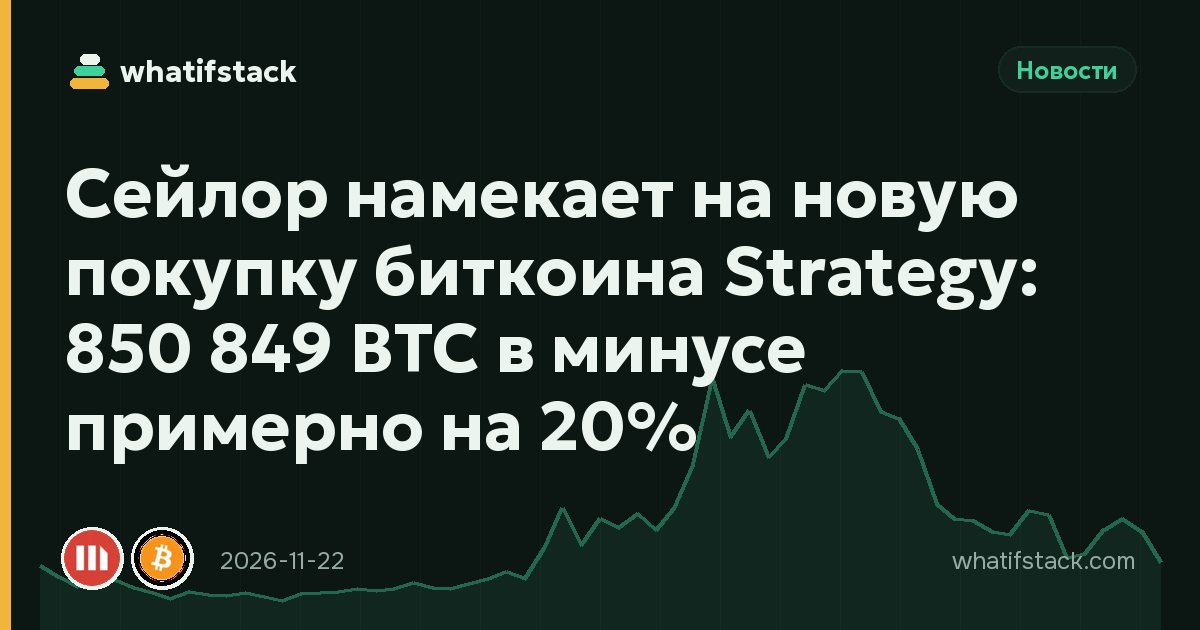 whatifstack
Новости
Сейлор намекает на новую
покупку биткоина Strategy:
850 849 BTC в минусе
примерно на 20%
2026-11-22
whatifstack.com